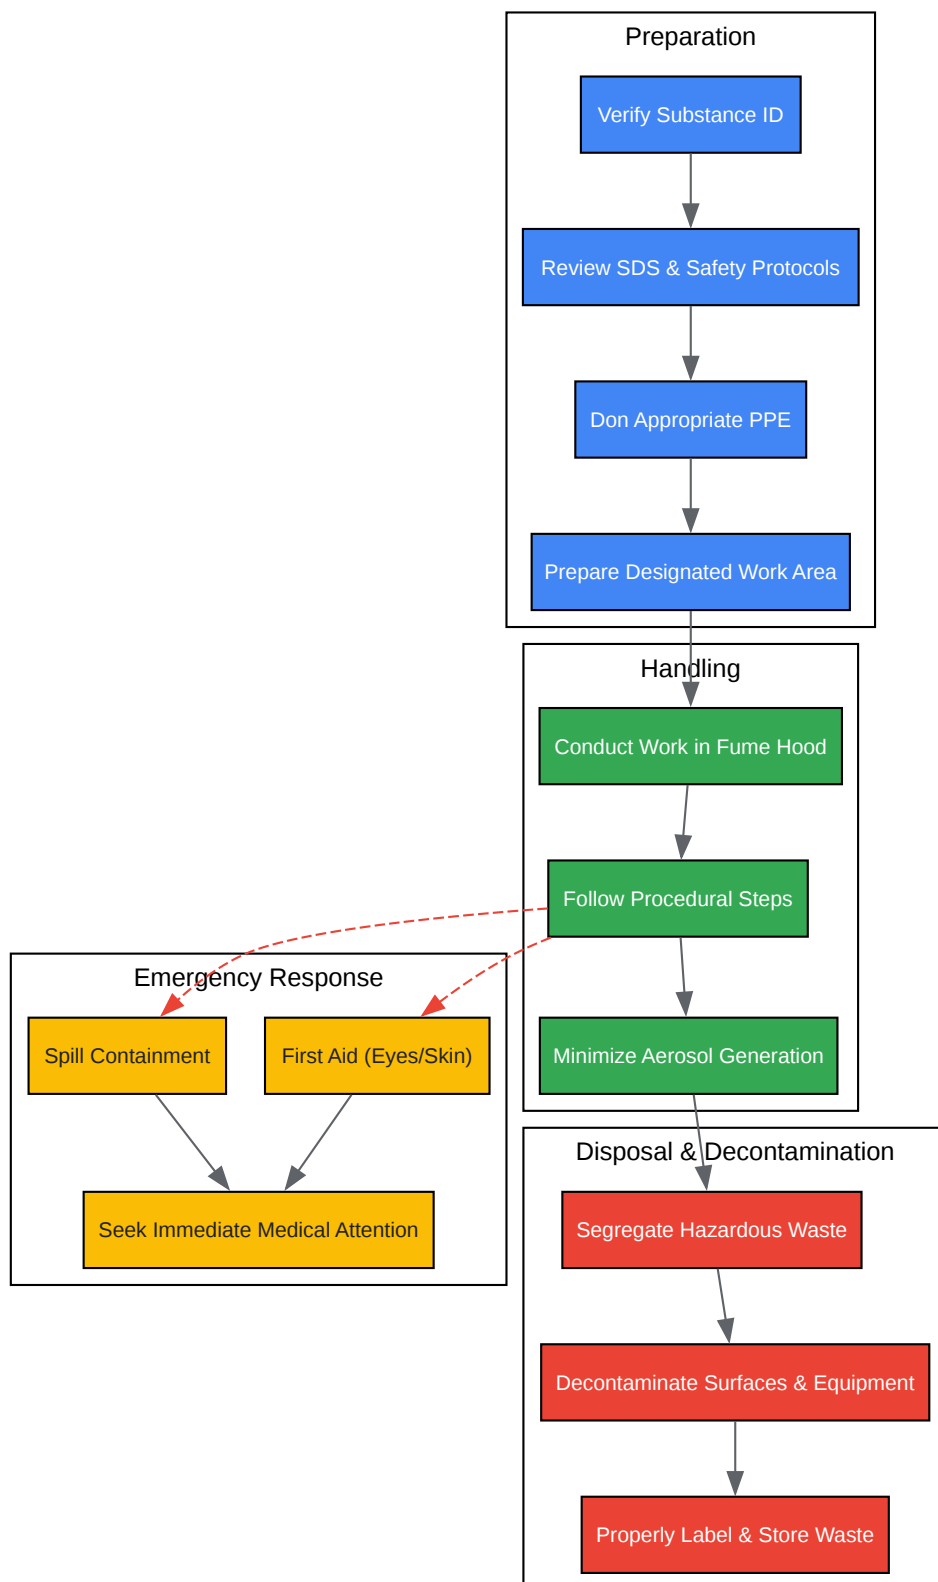 Preparation
Verify Substance ID
Review SDS & Safety Protocols
Don Appropriate PPE
Prepare Designated Work Area
Handling
Conduct Work in Fume Hood
Follow Procedural Steps
Minimize Aerosol Generation
Emergency Response
Spill Containment
First Aid (Eyes/Skin)
Seek Immediate Medical Attention
Disposal & Decontamination
Segregate Hazardous Waste
Decontaminate Surfaces & Equipment
Properly Label & Store Waste